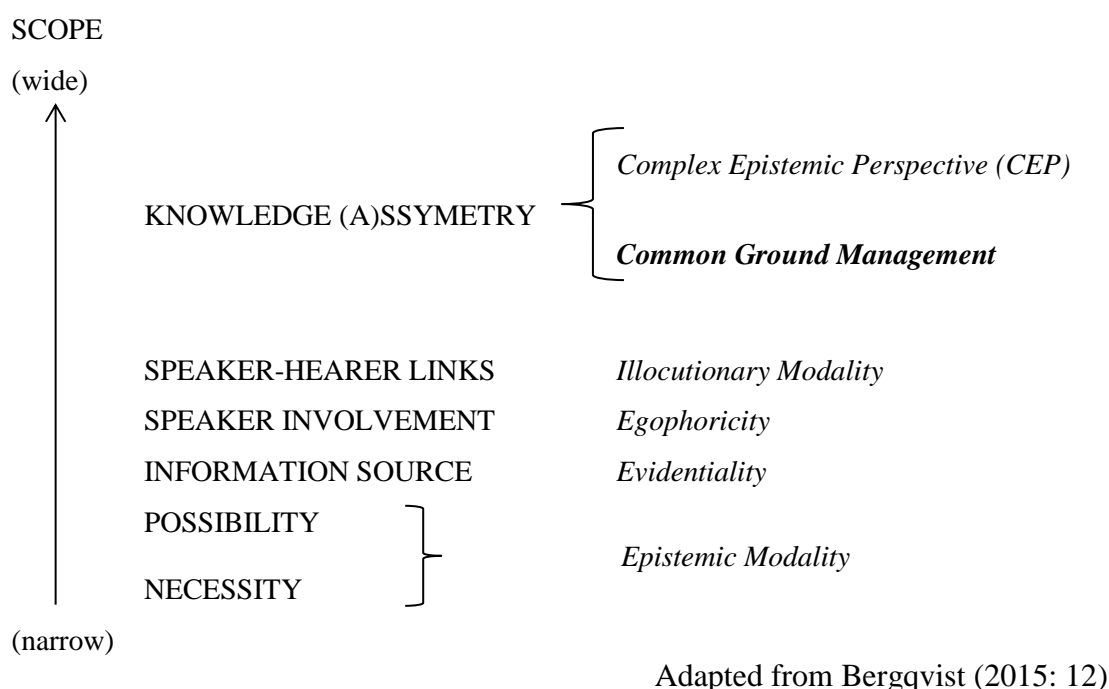 SCOPE
(wide)
Complex Epistemic Perspective (CEP)
KNOWLEDGE (A)SSYMETRY
Common Ground Management
SPEAKER-HEARER LINKS Illocutionary Modality
SPEAKER INVOLVEMENT Egophoricity
INFORMATION SOURCE Evidentiality
POSSIBILITY
Epistemic Modality
NECESSITY
(narrow)
Adapted from Bergqvist (2015: 12)